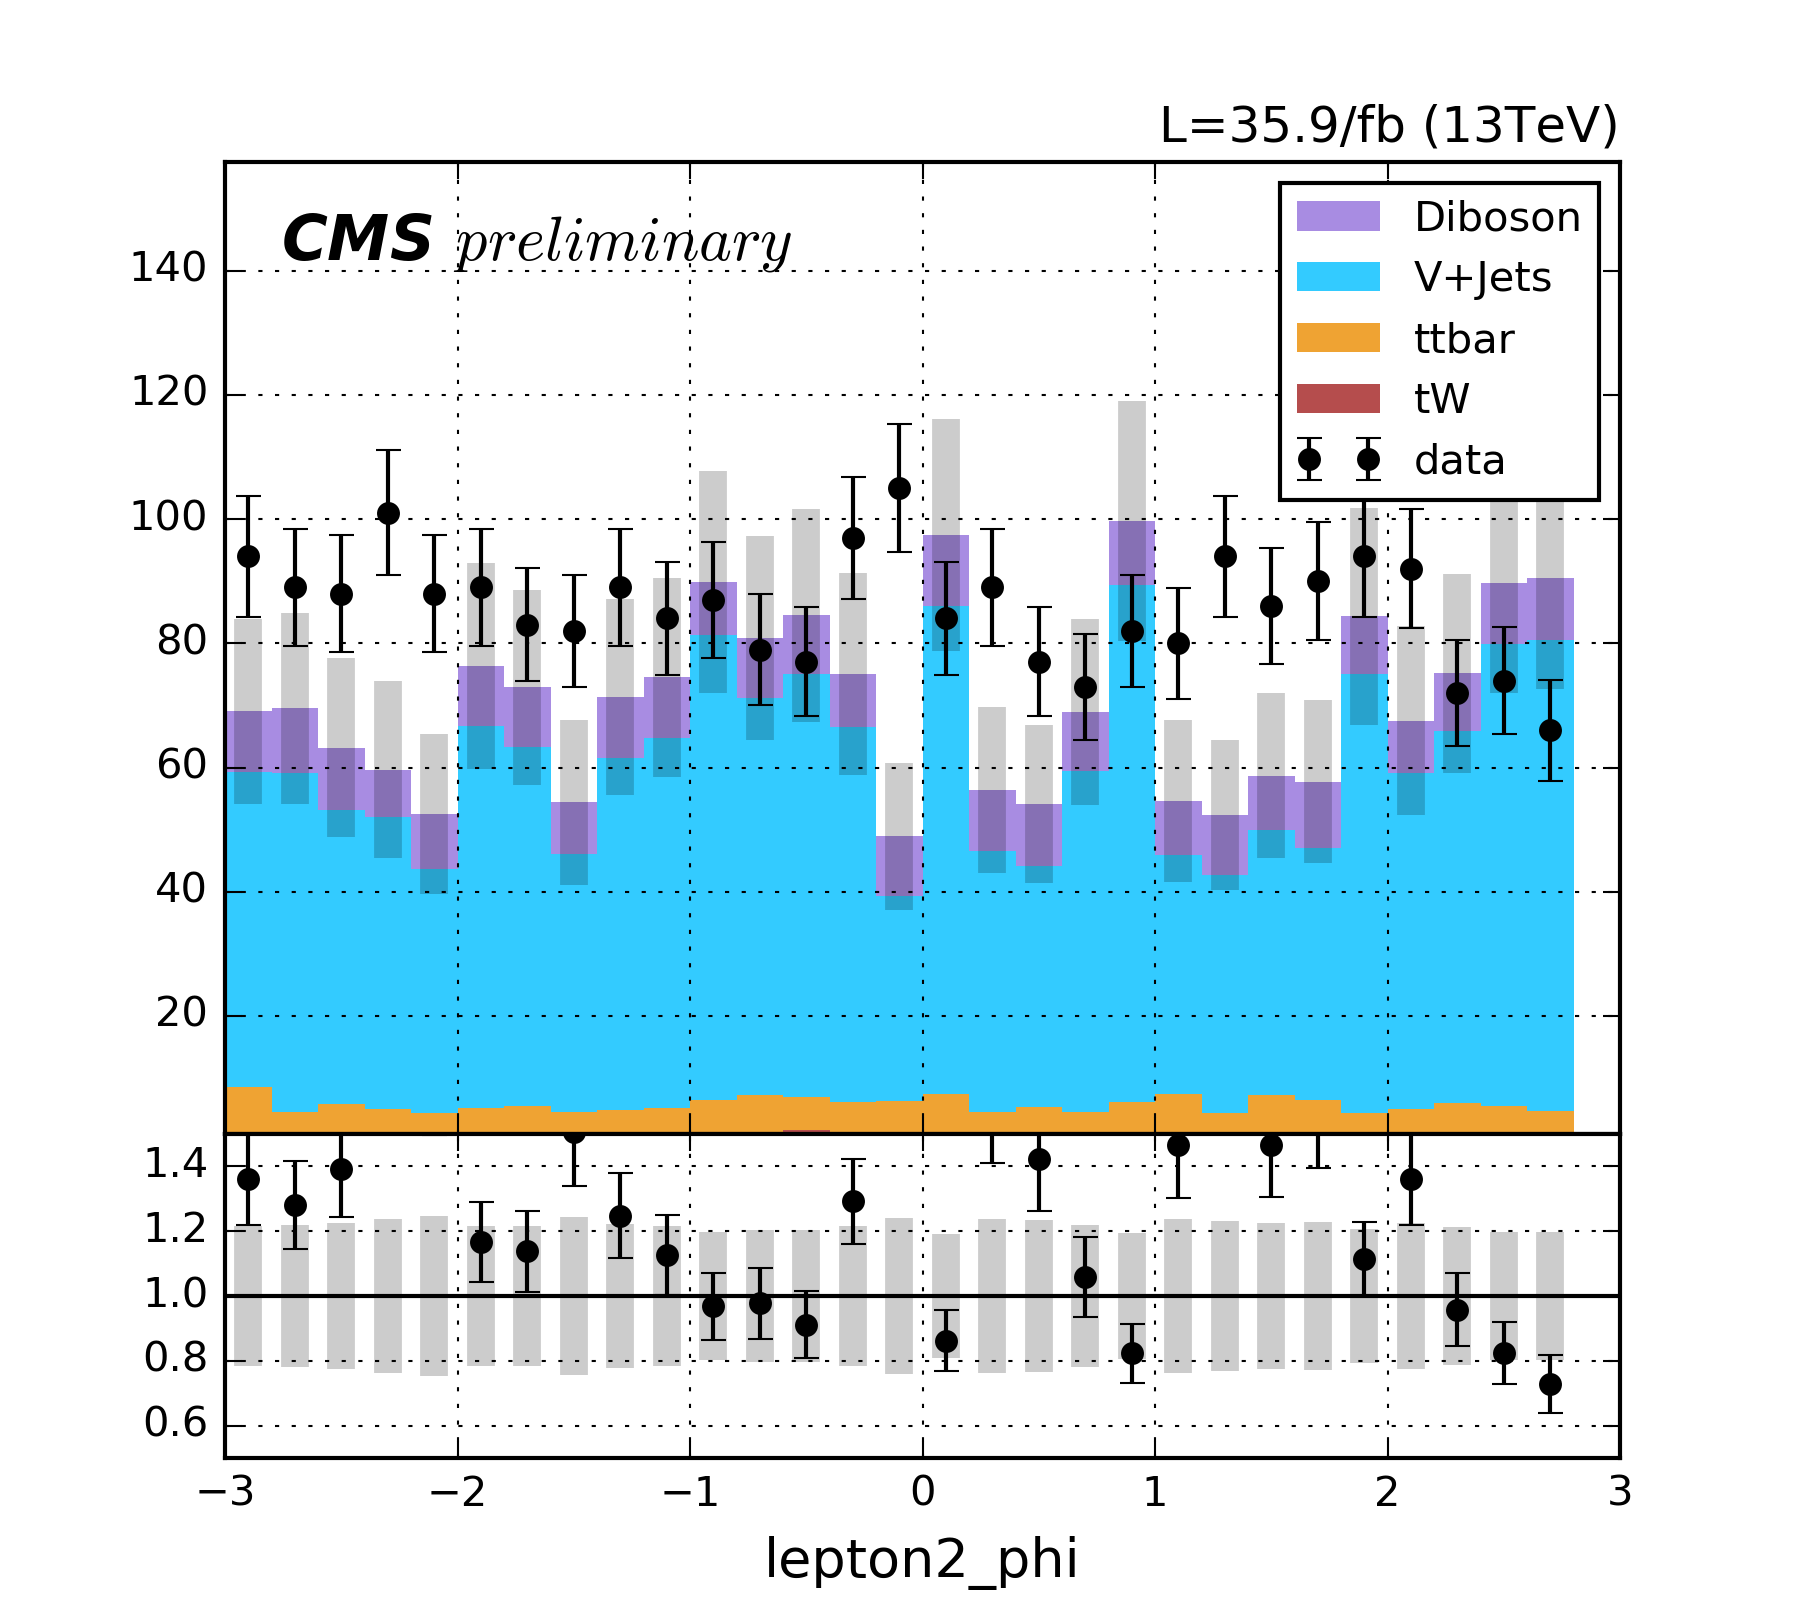 L=35.9/fb (13TeV)
CMS preliminary
Diboson
V+Jets
ttbar
tW
data
140
120
100
80
60
40
20
1.4
1.2
1.0
0.8
0.6
−3 −2 −1 0 1 2 3
lepton2_phi